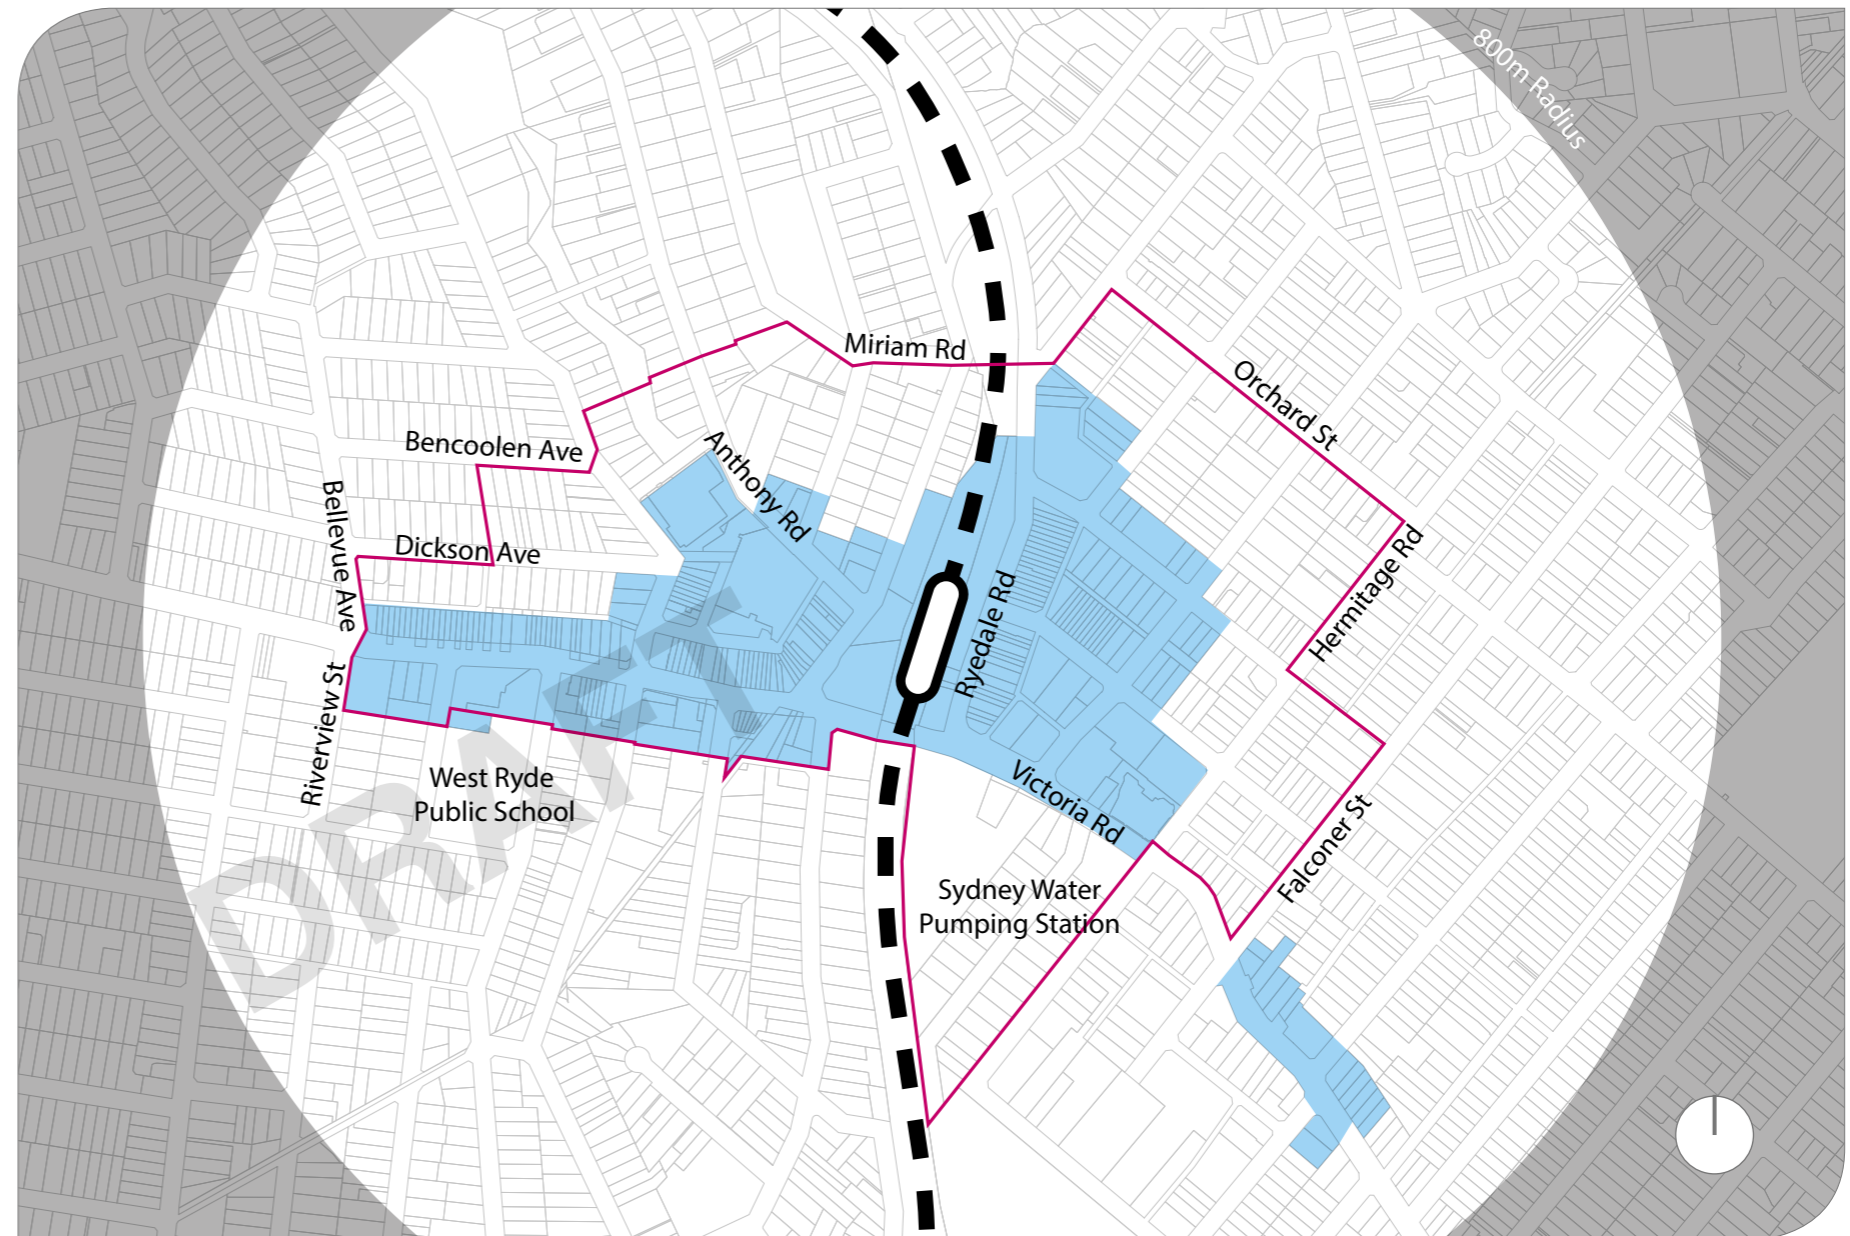 800m Radius
Miriam Rd
Orchard St
Bencoolen Ave
Anthony Rd
Bellevue Ave
Dickson Ave
Hermitage Rd
Ryedale Rd
Riverview St
West Ryde
Public School
Victoria Rd
Falconer St
Sydney Water
Pumping Station
DRAFT